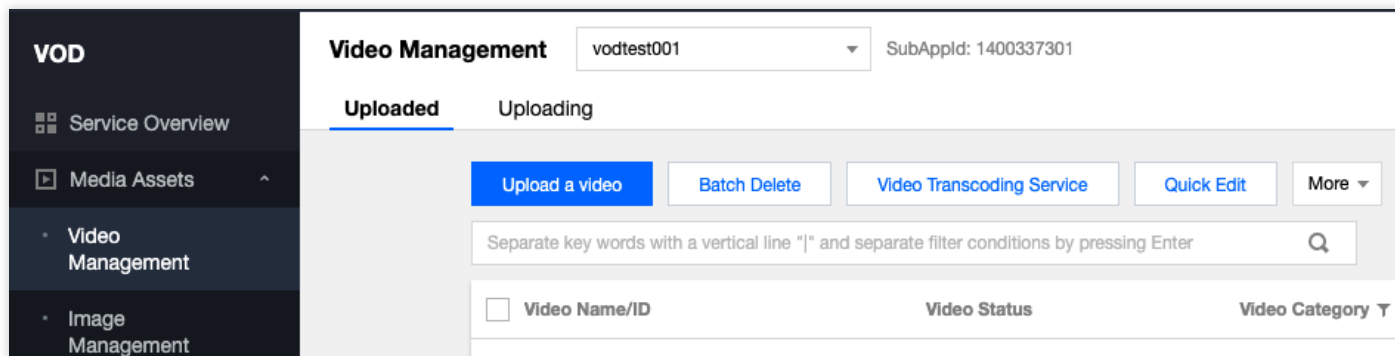 VOD
Service Overview
Media Assets
Video
Management
Image
Management
Video Management
vodtest001
SubAppId: 1400337301
Uploaded
Uploading
Upload a video
Batch Delete
Video Transcoding Service
Quick Edit
More
Separate key words with a vertical line "|" and separate filter conditions by pressing Enter
Video Name/ID
Video Status
Video Category